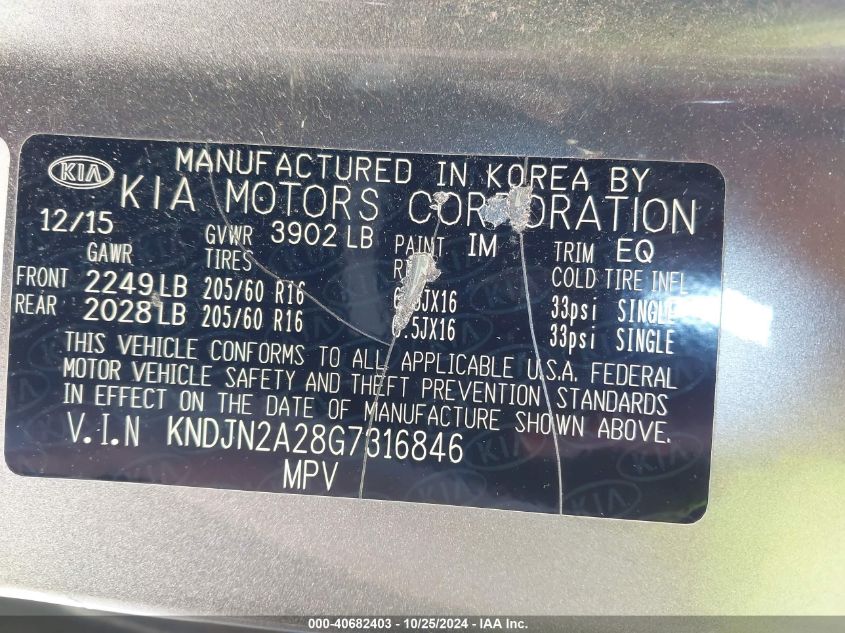 KIA
MANUFACTURED IN KOREA BY
KIA MOTORS CORPORATION
12/15 GVWR 3902 LB PAINT IM TRIM EQ
GAWR TIRES COLD TIRE INFL
FRONT 2249 LB 205/60 R16 33psi SINGLE
REAR 2028 LB 205/60 R16 33psi SINGLE
THIS VEHICLE CONFORMS TO ALL APPLICABLE U.S.A. FEDERAL
MOTOR VEHICLE SAFETY AND THEFT PREVENTION STANDARDS
IN EFFECT ON THE DATE OF MANUFACTURE SHOWN ABOVE.
V.I.N KNDJN2A28G7316846
MPV
000-40682403 - 10/25/2024 - IAA Inc.